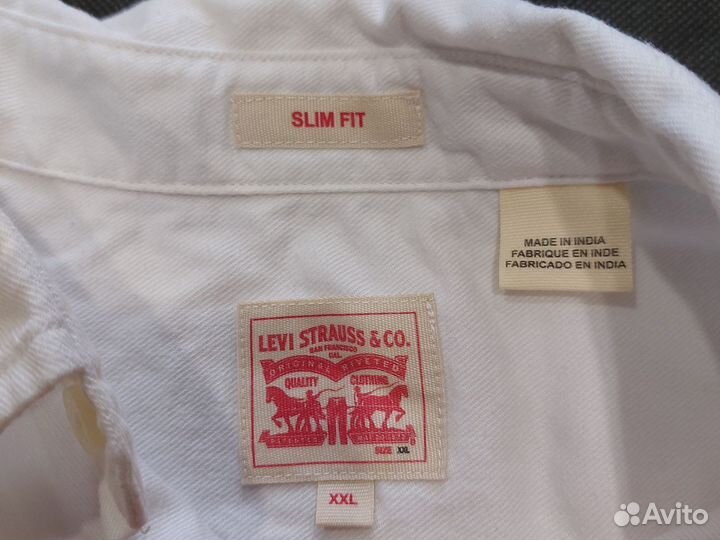 SLIM FIT
MADE IN INDIA
FABRIQUE EN INDE
FABRICADO EN INDIA
LEVI STRAUSS & CO.
SAN FRANCISCO
CAL.
ORIGINAL RIVETED
QUALITY CLOTHING
SIZE XXL
XXL
Avito